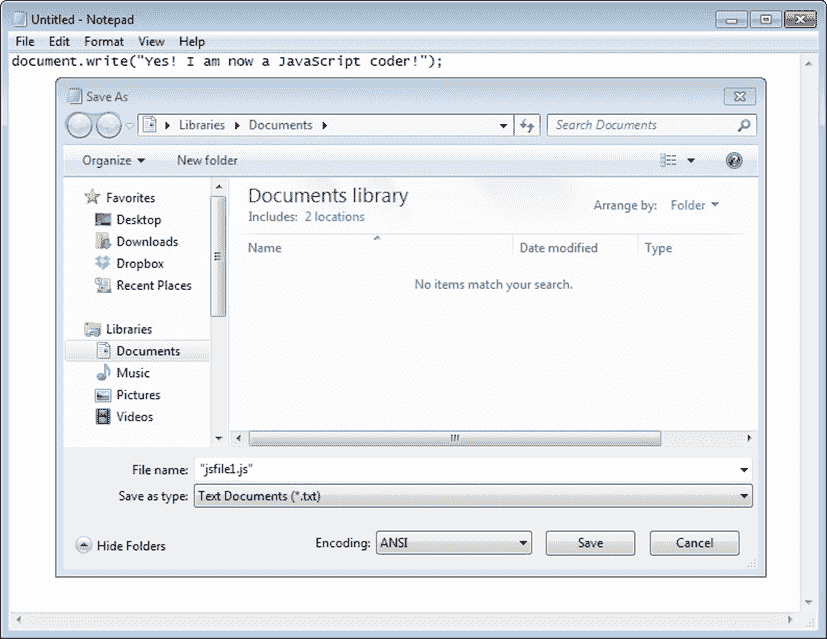 Untitled - Notepad
File Edit Format View Help
document.write("Yes! I am now a JavaScript coder!");
Save As
Libraries Documents
Search Documents
Organize New folder
Favorites
Desktop
Downloads
Dropbox
Recent Places
Libraries
Documents
Music
Pictures
Videos
Documents library
Includes: 2 locations
Arrange by: Folder
Name Date modified Type
No items match your search.
File name: "jsfile1.js"
Save as type: Text Documents (*.txt)
Hide Folders
Encoding: ANSI
Save
Cancel